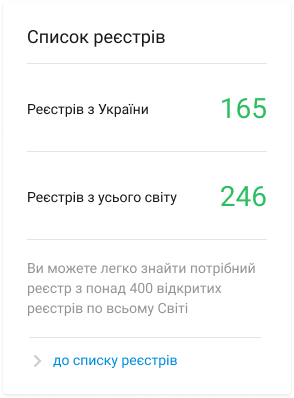 Список реєстрів
Реєстрів з України 165
Реєстрів з усього світу 246
Ви можете легко знайти потрібний
реєстр з понад 400 відкритих
реєстрів по всьому Світі
до списку реєстрів